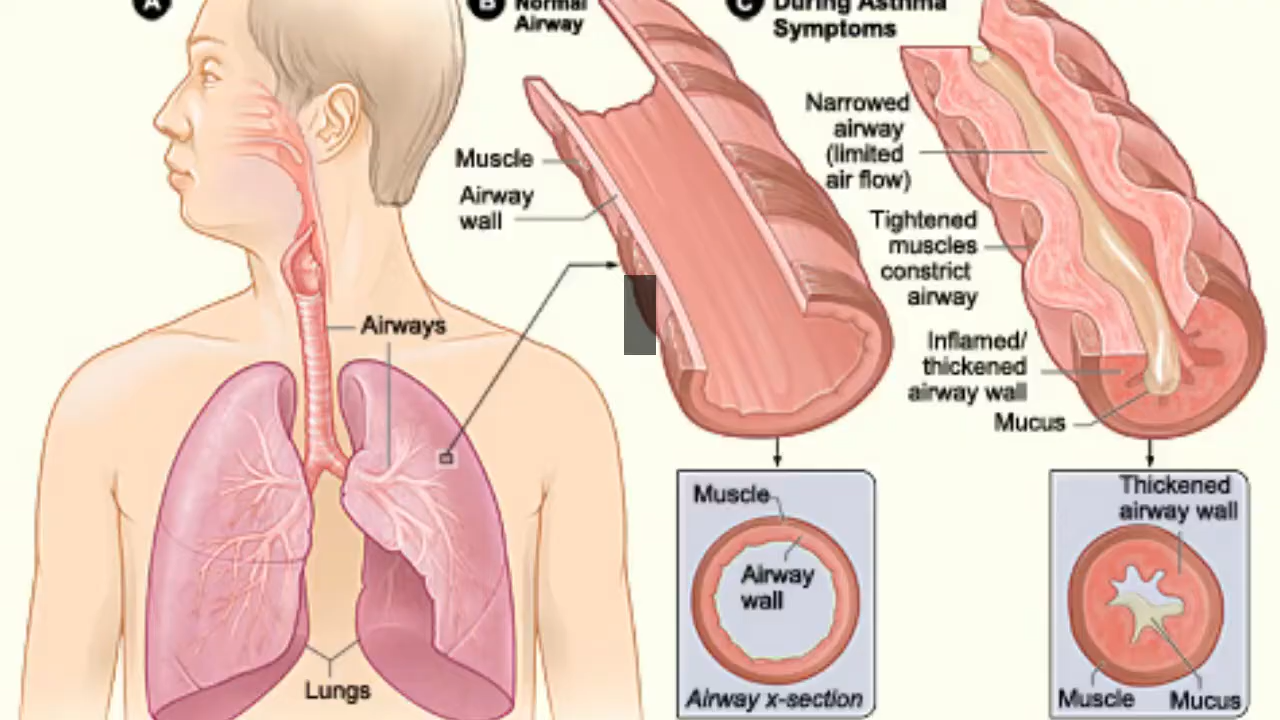 A
B
Normal
Airway
C
During Asthma
Symptoms
Muscle
Airway
wall
Airways
Lungs
Narrowed
airway
(limited
air flow)
Tightened
muscles
constrict
airway
Inflamed/
thickened
airway wall
Mucus
Muscle
Airway
wall
Airway x-section
Thickened
airway wall
Muscle
Mucus